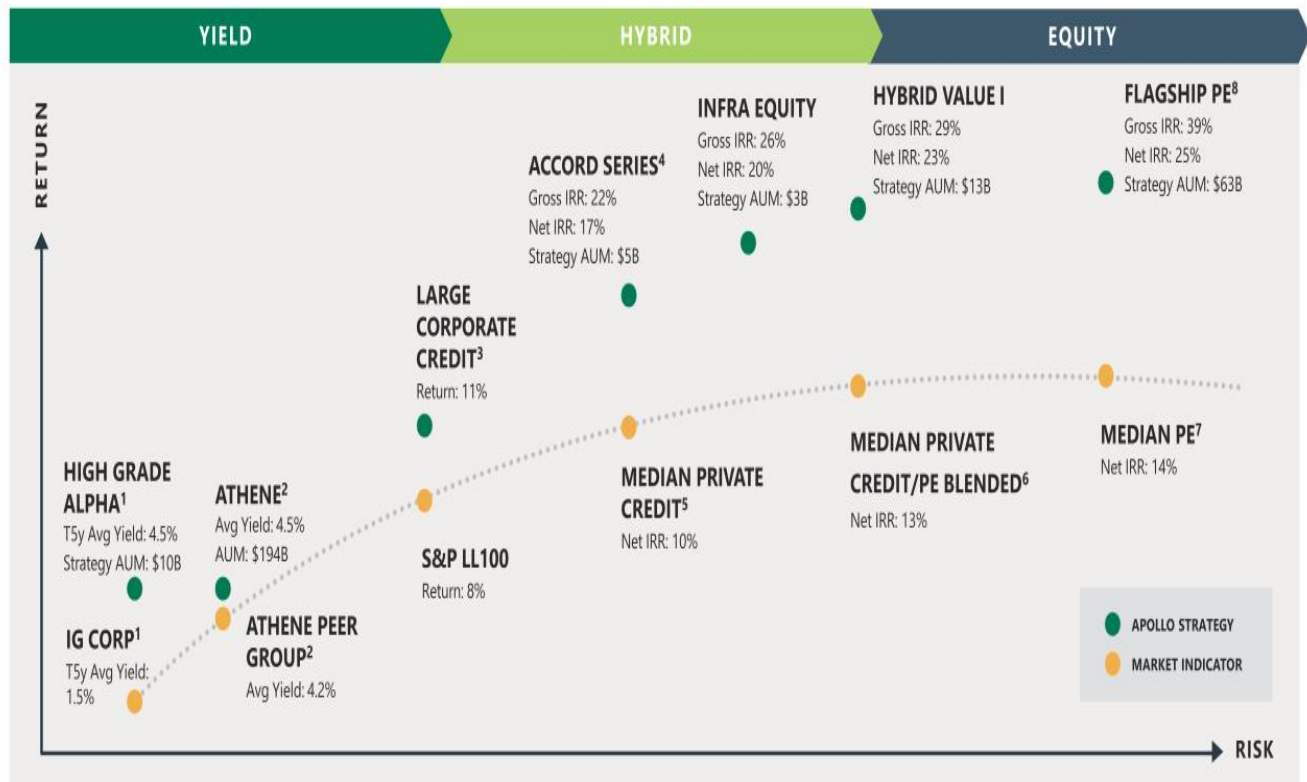 YIELD
HYBRID
EQUITY
RETURN
HIGH GRADE
ALPHA¹
T5y Avg Yield: 4.5%
Strategy AUM: $10B
IG CORP¹
T5y Avg Yield:
1.5%
ATHENE²
Avg Yield: 4.5%
AUM: $194B
ATHENE PEER
GROUP²
Avg Yield: 4.2%
LARGE
CORPORATE
CREDIT³
Return: 11%
S&P LL100
Return: 8%
ACCORD SERIES⁴
Gross IRR: 22%
Net IRR: 17%
Strategy AUM: $5B
MEDIAN PRIVATE
CREDIT⁵
Net IRR: 10%
INFRA EQUITY
Gross IRR: 26%
Net IRR: 20%
Strategy AUM: $3B
HYBRID VALUE I
Gross IRR: 29%
Net IRR: 23%
Strategy AUM: $13B
MEDIAN PRIVATE
CREDIT/PE BLENDED⁶
Net IRR: 13%
FLAGSHIP PE⁸
Gross IRR: 39%
Net IRR: 25%
Strategy AUM: $63B
MEDIAN PE⁷
Net IRR: 14%
APOLLO STRATEGY
MARKET INDICATOR
RISK